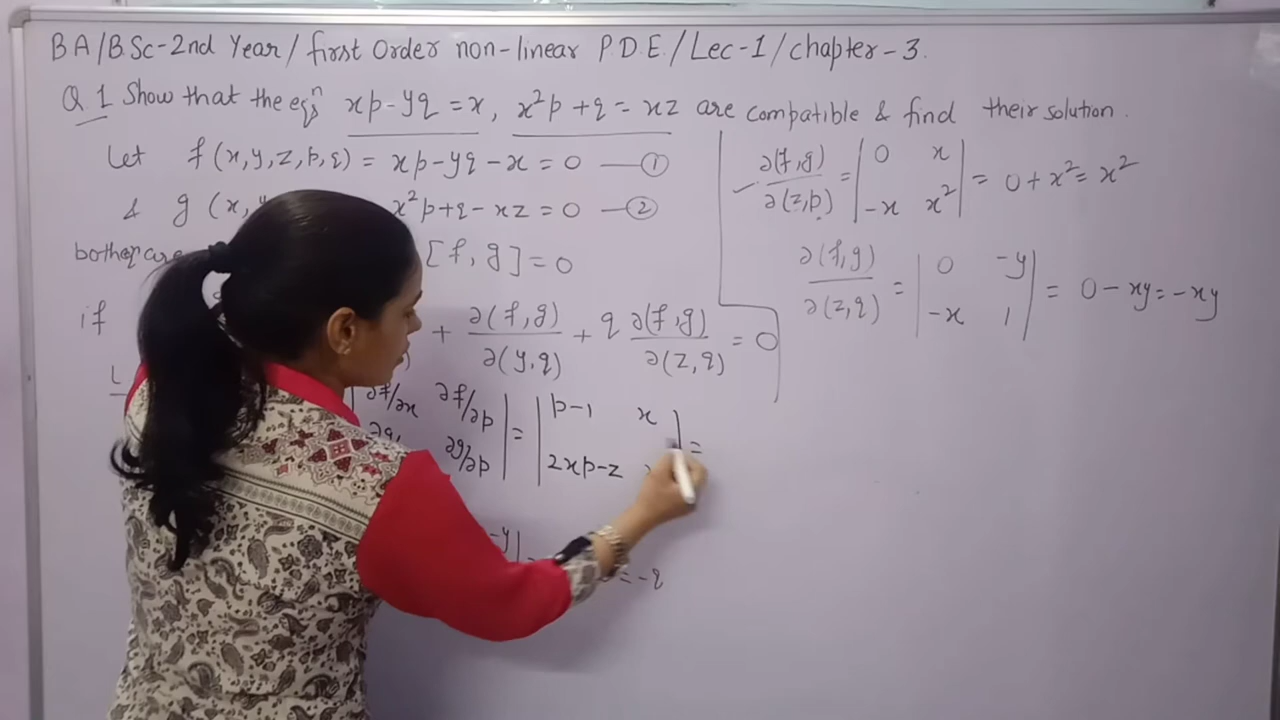 BA/B.Sc-2nd Year/first Order non-linear P.D.E./Lec-1/chapter-3.
Q 1 Show that the eqⁿs xp-yq=x, x²p+q=xz are compatible & find their solution.
Let f(x,y,z,p,q) = xp-yq-x=0 —①
& g(x,y x²p+q-xz=0 —②
[f,g]=0
if + ∂(f,g)/∂(y,q) + q ∂(f,g)/∂(z,q) = 0
∂f/∂x ∂f/∂p | = | p-1 x | =
∂g/∂p | 2xp-z
-y|
= -q
∂(f,g)/∂(z,p) = | 0 x | = 0+x²=x²
| -x x² |
∂(f,g)/∂(z,q) = | 0 -y | = 0-xy=-xy
| -x 1 |